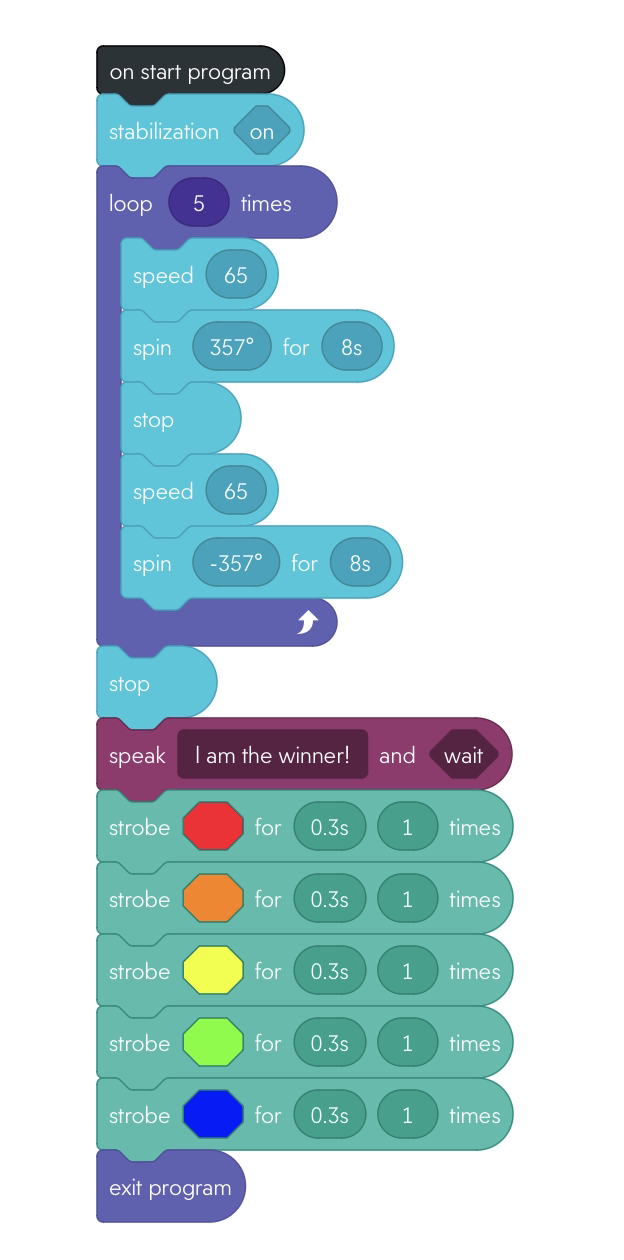 on start program
stabilization on
loop 5 times
speed 65
spin 357° for 8s
stop
speed 65
spin -357° for 8s
stop
speak I am the winner! and wait
strobe for 0.3s 1 times
strobe for 0.3s 1 times
strobe for 0.3s 1 times
strobe for 0.3s 1 times
strobe for 0.3s 1 times
exit program